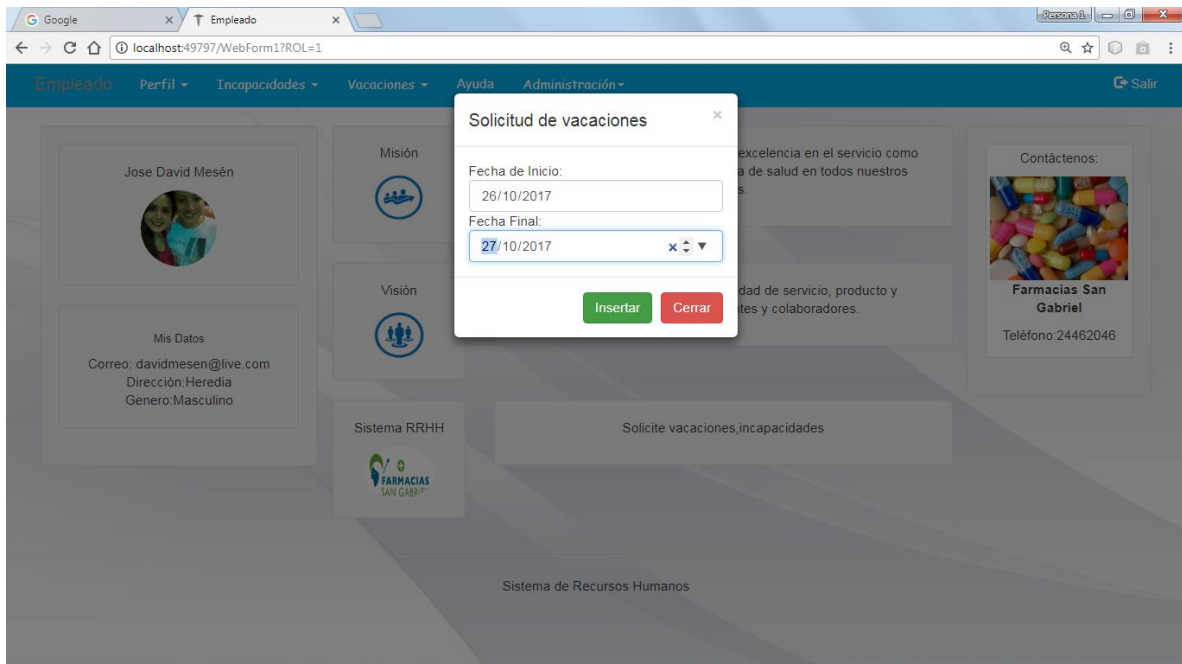 Google
Empleado
Persona 1
localhost:49797/WebForm1?ROL=1
Empleado Perfil Incapacidades Vacaciones Ayuda Administración Salir
Solicitud de vacaciones
×
Fecha de Inicio:
26/10/2017
Fecha Final:
27/10/2017
Insertar Cerrar
Jose David Mesén
Mis Datos
Correo: davidmesen@live.com
Dirección:Heredia
Genero:Masculino
Misión
excelencia en el servicio como
de salud en todos nuestros
Visión
dad de servicio, producto y
tes y colaboradores.
Sistema RRHH
FARMACIAS
SAN GABRIEL
Solicite vacaciones,incapacidades
Contáctenos:
Farmacias San
Gabriel
Teléfono:24462046
Sistema de Recursos Humanos